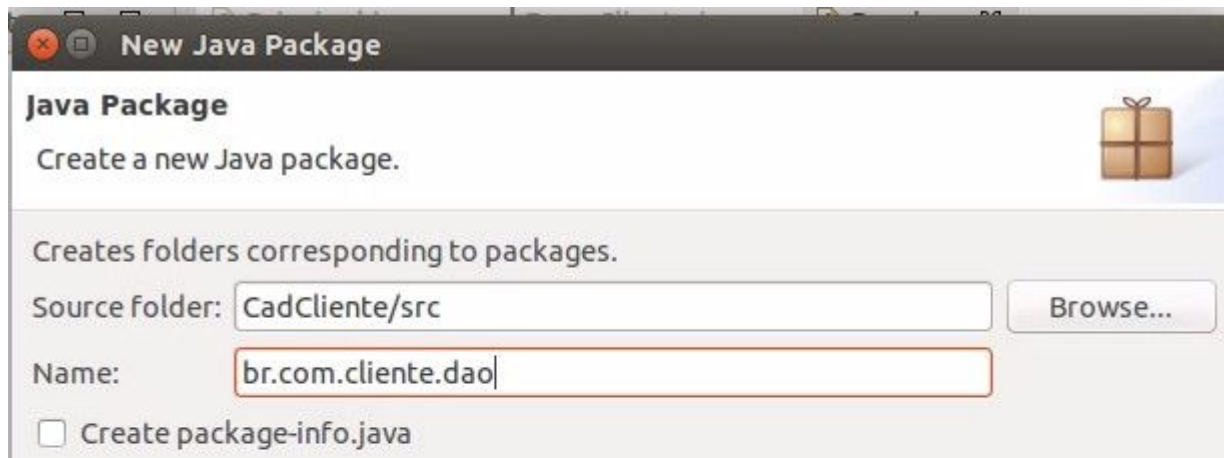 New Java Package
Java Package
Create a new Java package.
Creates folders corresponding to packages.
Source folder: CadCliente/src Browse...
Name: br.com.cliente.dao
Create package-info.java